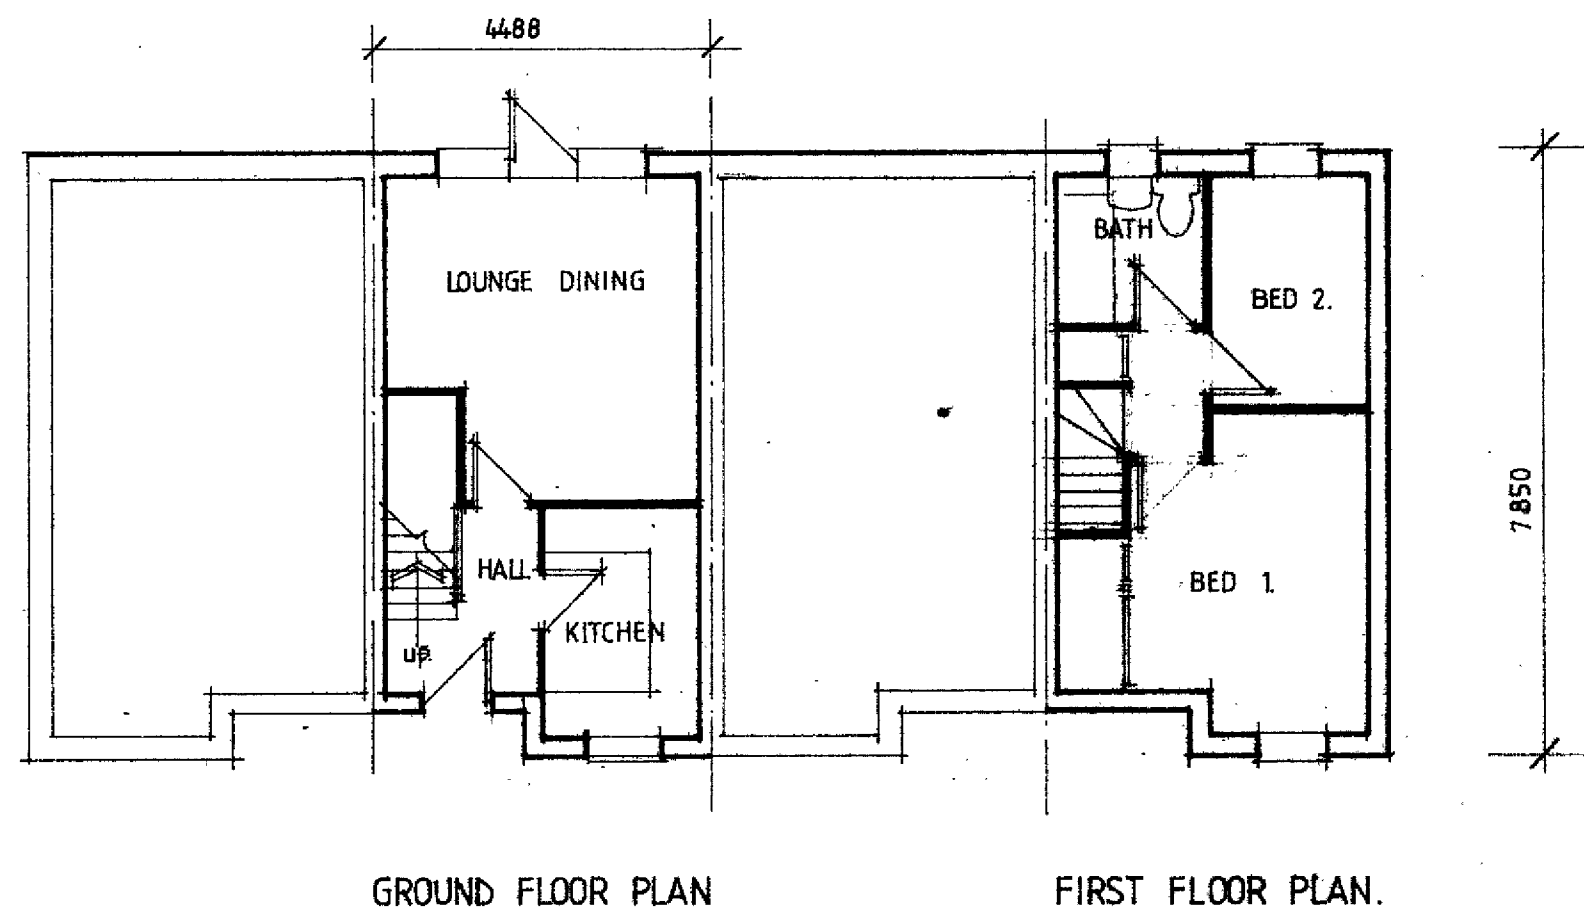 4488
LOUNGE DINING
BATH
BED 2.
7850
HALL
BED 1.
KITCHEN
UP.
GROUND FLOOR PLAN
FIRST FLOOR PLAN.